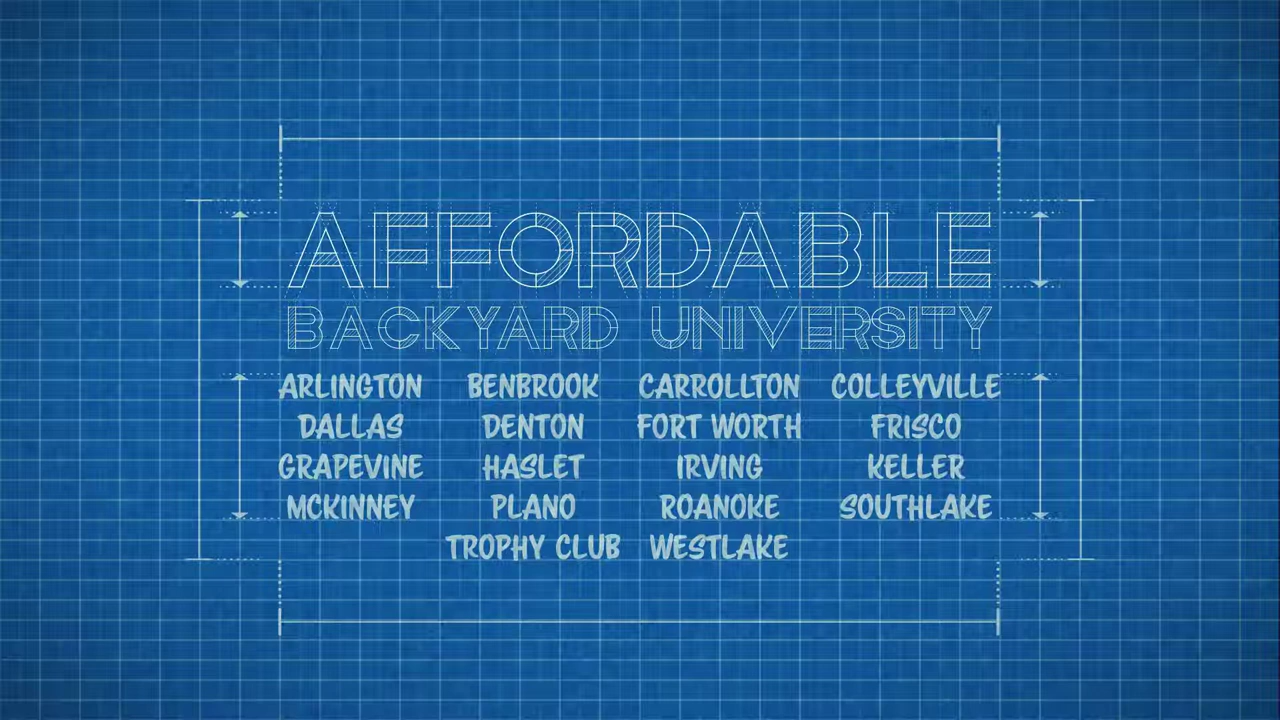 AFFORDABLE
BACKYARD UNIVERSITY
ARLINGTON BENBROOK CARROLLTON COLLEYVILLE
DALLAS DENTON FORT WORTH FRISCO
GRAPEVINE HASLET IRVING KELLER
MCKINNEY PLANO ROANOKE SOUTHLAKE
TROPHY CLUB WESTLAKE